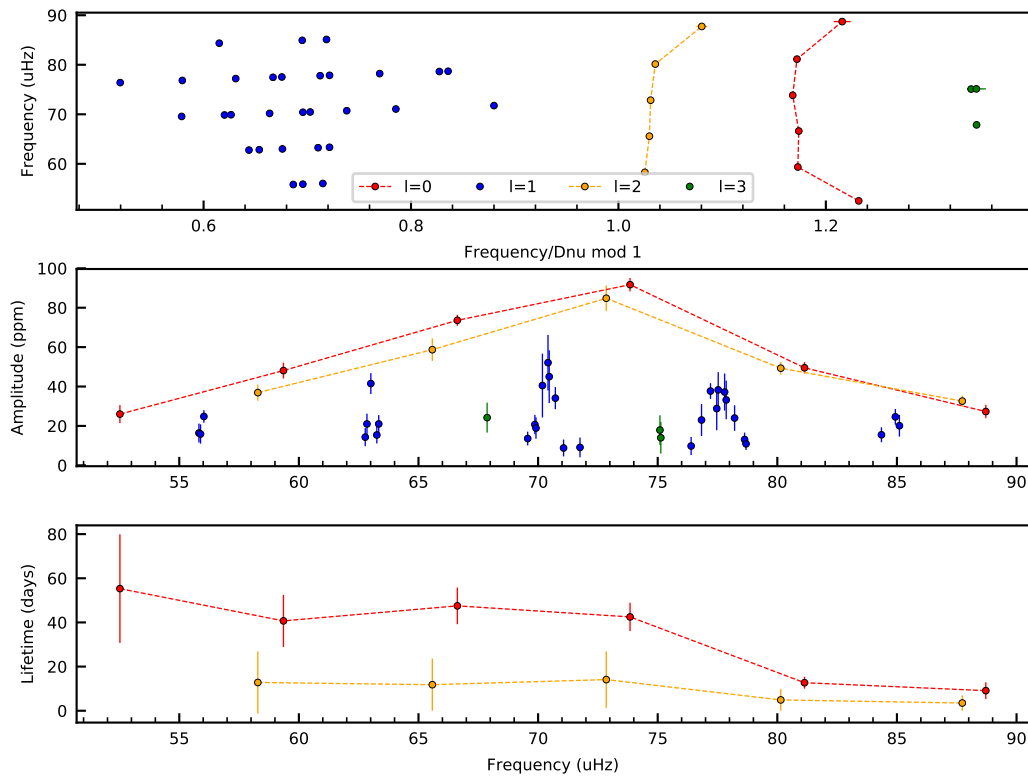 90
80
70
60
Frequency (uHz)
l=0 l=1 l=2 l=3
0.6 0.8 1.0 1.2
Frequency/Dnu mod 1
100
80
60
40
20
0
Amplitude (ppm)
55 60 65 70 75 80 85 90
80
60
40
20
0
Lifetime (days)
55 60 65 70 75 80 85 90
Frequency (uHz)